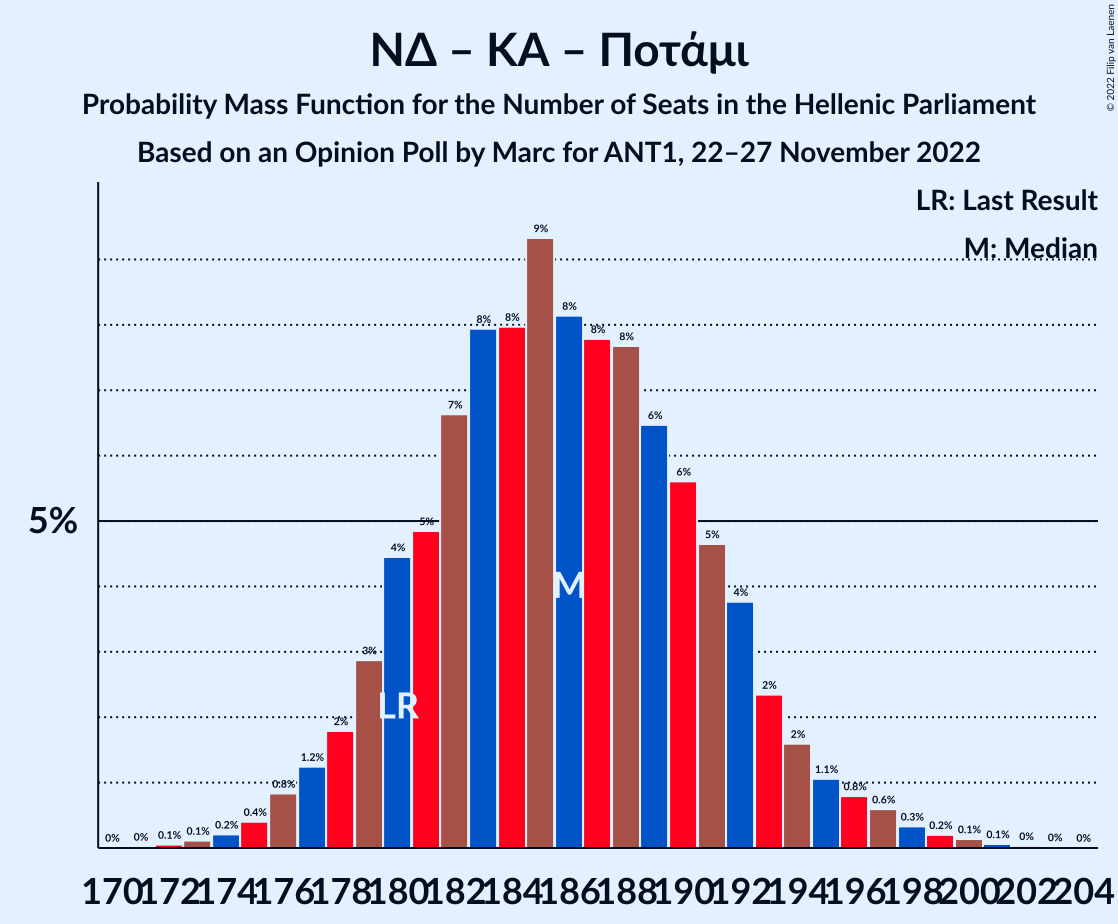 ΝΔ – ΚΑ – Ποτάμι
Probability Mass Function for the Number of Seats in the Hellenic Parliament
Based on an Opinion Poll by Marc for ANT1, 22–27 November 2022
© 2022 Filip van Laenen
LR: Last Result
M: Median
5%
0% 0% 0.1% 0.1% 0.2% 0.4% 0.8% 1.2% 2% 3% 4% 5% 7% 8% 8% 9% 8% 8% 8% 6% 6% 5% 4% 2% 2% 1.1% 0.8% 0.6% 0.3% 0.2% 0.1% 0.1% 0% 0% 0%
M
LR
170 172 174 176 178 180 182 184 186 188 190 192 194 196 198 200 202 204